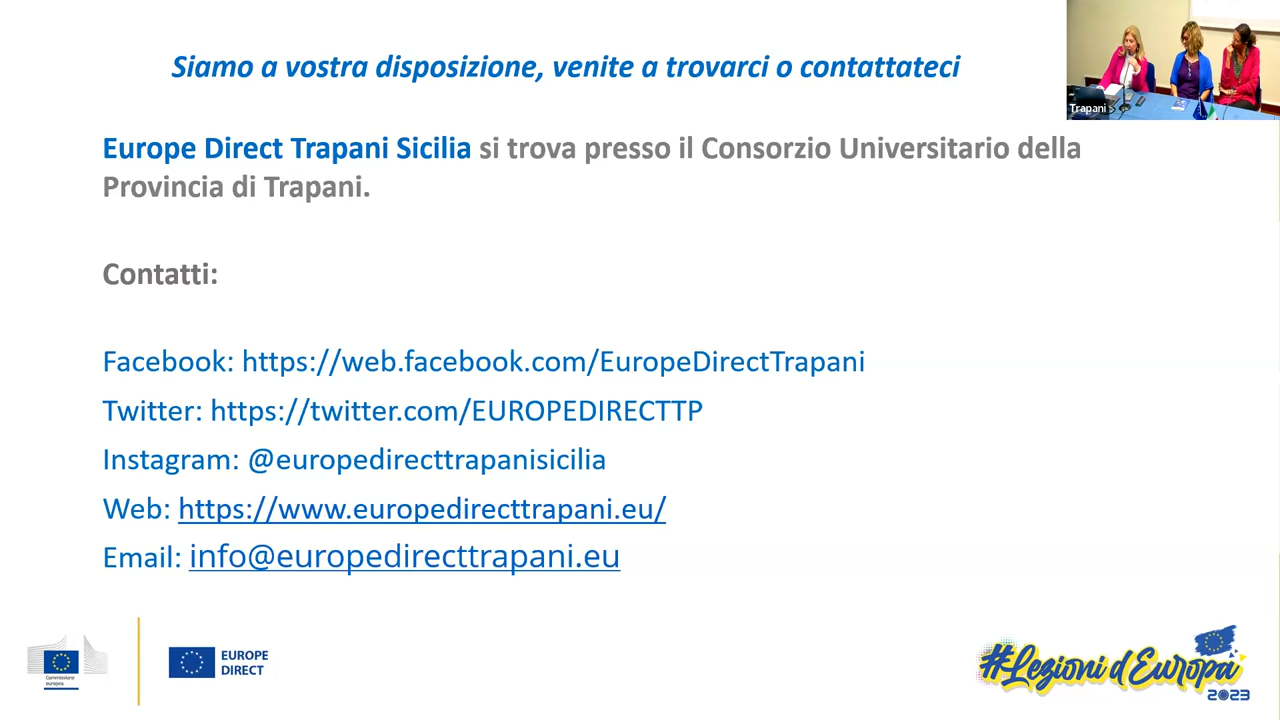 Siamo a vostra disposizione, venite a trovarci o contattateci
Trapani
Europe Direct Trapani Sicilia si trova presso il Consorzio Universitario della
Provincia di Trapani.
Contatti:
Facebook: https://web.facebook.com/EuropeDirectTrapani
Twitter: https://twitter.com/EUROPEDIRECTTP
Instagram: @europedirecttrapanisicilia
Web: https://www.europedirecttrapani.eu/
Email: info@europedirecttrapani.eu
Commissione
europea
EUROPE
DIRECT
#Lezioni d'Europa
2023